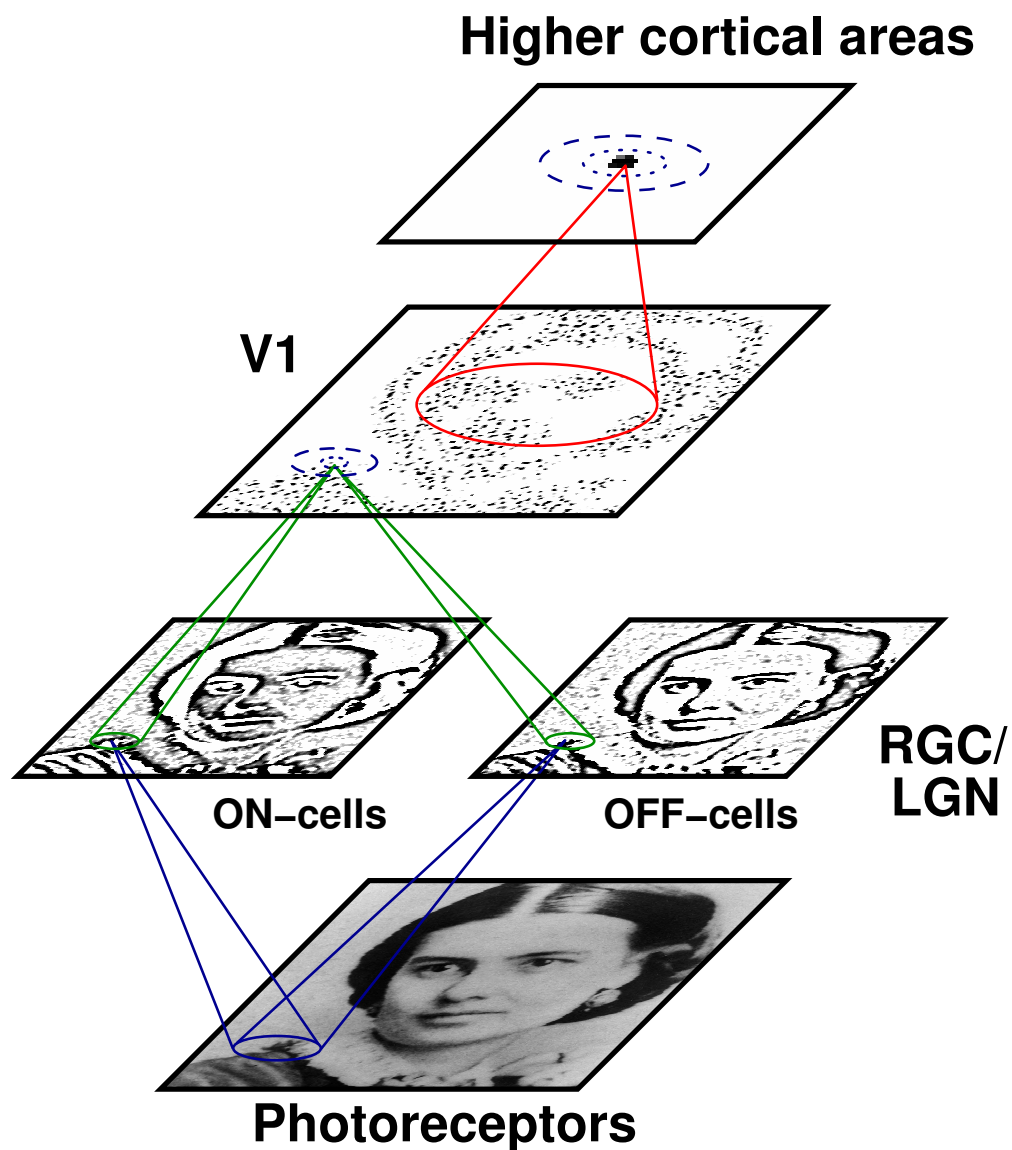 Higher cortical areas
V1
RGC/
LGN
ON−cells
OFF−cells
Photoreceptors